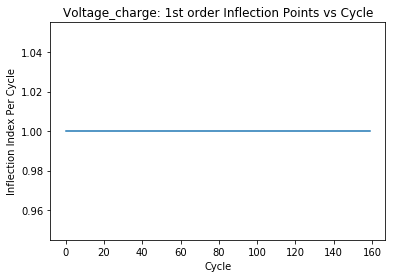 Voltage_charge: 1st order Inflection Points vs Cycle
Inflection Index Per Cycle
1.04
1.02
1.00
0.98
0.96
0 20 40 60 80 100 120 140 160
Cycle